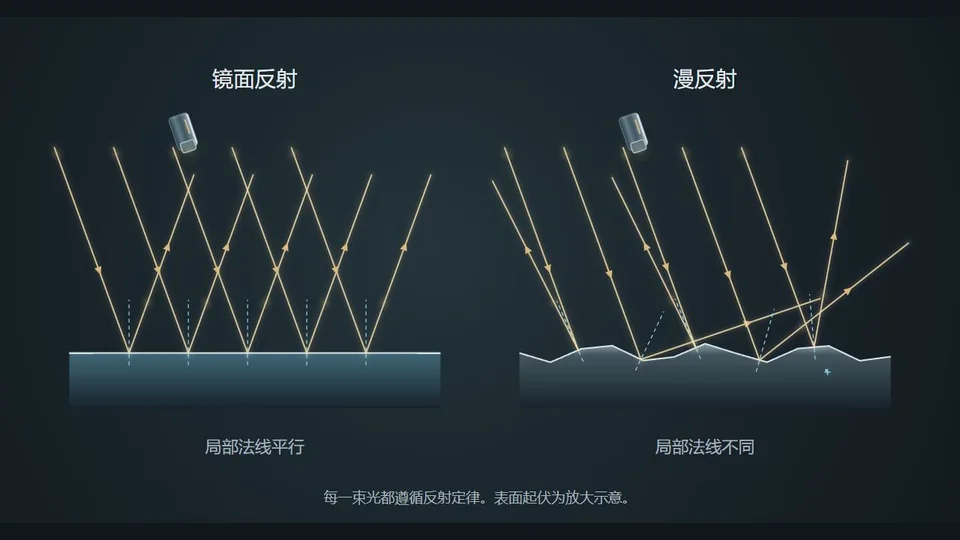 镜面反射
漫反射
局部法线平行
局部法线不同
每一束光都遵循反射定律。表面起伏为放大示意。